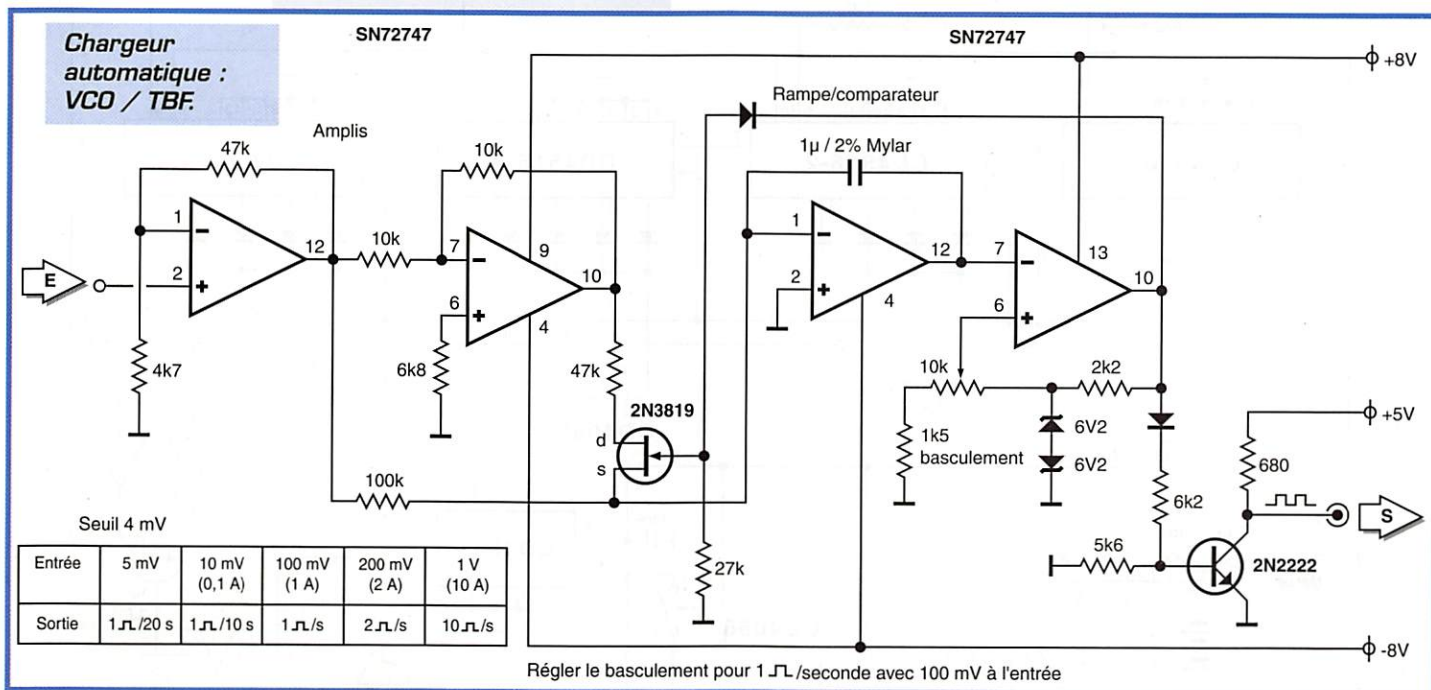 Chargeur
automatique :
VCO / TBF.
SN72747
SN72747
+8V
Rampe/comparateur
Amplis
47k
10k
1µ / 2% Mylar
1
2
12
E
10k
7
6
9
4
10
1
2
12
4
7
6
13
10
4k7
6k8
47k
2N3819
d
s
10k
2k2
+5V
1k5
basculement
6V2
6V2
680
100k
6k2
S
Seuil 4 mV
27k
5k6
2N2222
Entrée 5 mV 10 mV (0,1 A) 100 mV (1 A) 200 mV (2 A) 1 V (10 A)
Sortie 1⎍/20 s 1⎍/10 s 1⎍/s 2⎍/s 10⎍/s
-8V
Régler le basculement pour 1 ⎍/seconde avec 100 mV à l'entrée